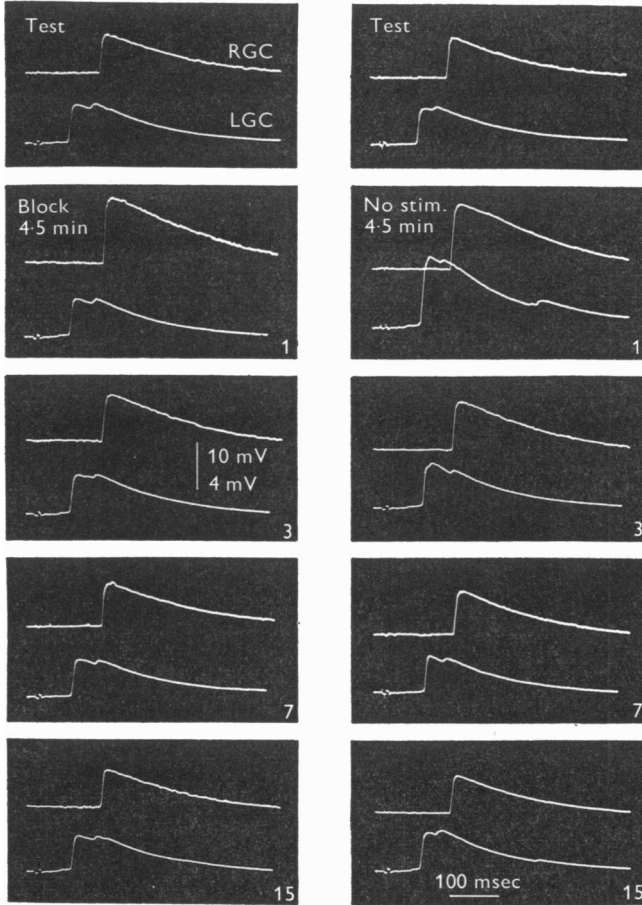 Test
RGC
LGC
Test
Block
4·5 min
1
No stim.
4·5 min
1
10 mV
4 mV
3
3
7
7
15
100 msec
15